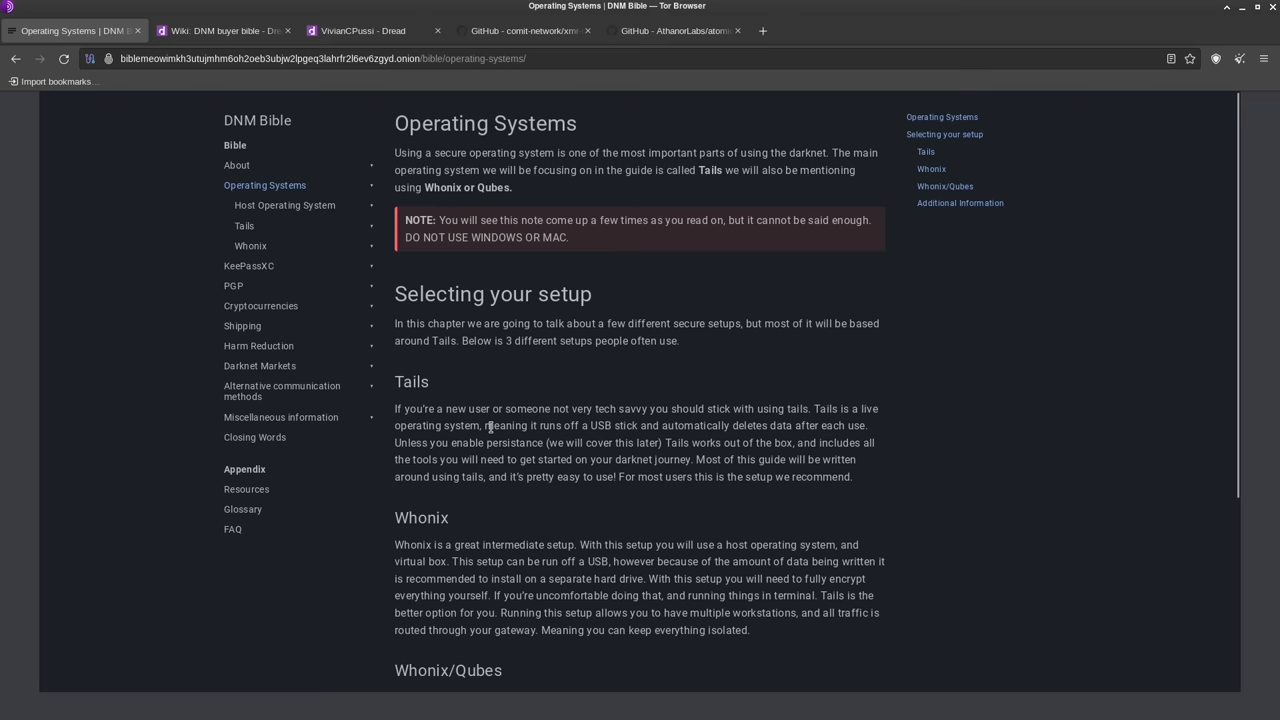 Operating Systems | DNM Bible — Tor Browser
Operating Systems | DNM B
Wiki: DNM buyer bible - Dre
VivianCPussi - Dread
GitHub - comit-network/xm
GitHub - AthanorLabs/atomi
biblemeowimkh3utujmhm6oh2oeb3ubjw2lpgeq3lahrfr2l6ev6zgyd.onion/bible/operating-systems/
Import bookmarks…
DNM Bible
Bible
About
Operating Systems
Host Operating System
Tails
Whonix
KeePassXC
PGP
Cryptocurrencies
Shipping
Harm Reduction
Darknet Markets
Alternative communication
methods
Miscellaneous information
Closing Words
Appendix
Resources
Glossary
FAQ
Operating Systems
Using a secure operating system is one of the most important parts of using the darknet. The main
operating system we will be focusing on in the guide is called Tails we will also be mentioning
using Whonix or Qubes.
NOTE: You will see this note come up a few times as you read on, but it cannot be said enough.
DO NOT USE WINDOWS OR MAC.
Selecting your setup
In this chapter we are going to talk about a few different secure setups, but most of it will be based
around Tails. Below is 3 different setups people often use.
Tails
If you're a new user or someone not very tech savvy you should stick with using tails. Tails is a live
operating system, meaning it runs off a USB stick and automatically deletes data after each use.
Unless you enable persistance (we will cover this later) Tails works out of the box, and includes all
the tools you will need to get started on your darknet journey. Most of this guide will be written
around using tails, and it's pretty easy to use! For most users this is the setup we recommend.
Whonix
Whonix is a great intermediate setup. With this setup you will use a host operating system, and
virtual box. This setup can be run off a USB, however because of the amount of data being written it
is recommended to install on a separate hard drive. With this setup you will need to fully encrypt
everything yourself. If you're uncomfortable doing that, and running things in terminal. Tails is the
better option for you. Running this setup allows you to have multiple workstations, and all traffic is
routed through your gateway. Meaning you can keep everything isolated.
Whonix/Qubes
Operating Systems
Selecting your setup
Tails
Whonix
Whonix/Qubes
Additional Information